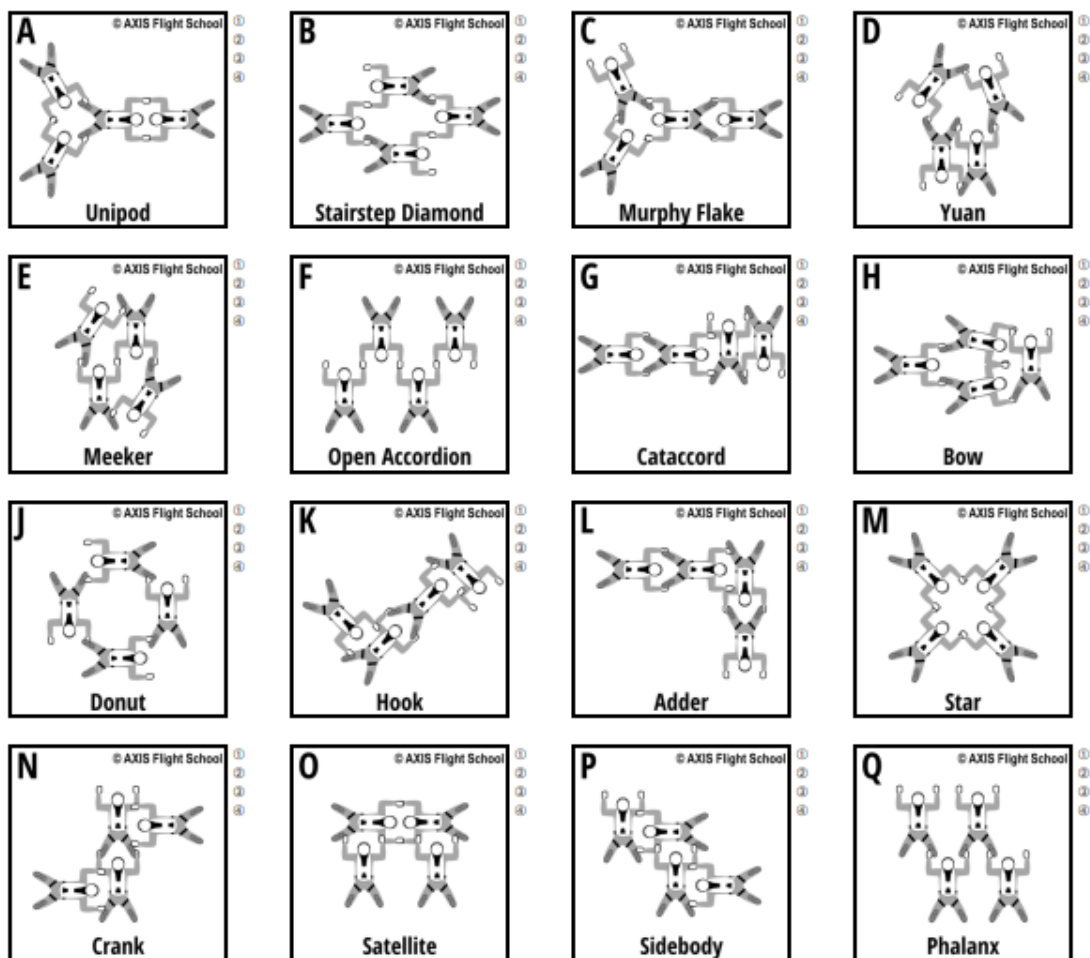 A © AXIS Flight School ①
②
③
④
Unipod
B © AXIS Flight School ①
②
③
④
Stairstep Diamond
C © AXIS Flight School ①
②
③
④
Murphy Flake
D © AXIS Flight School ①
②
③
④
Yuan
E © AXIS Flight School ①
②
③
④
Meeker
F © AXIS Flight School ①
②
③
④
Open Accordion
G © AXIS Flight School ①
②
③
④
Cataccord
H © AXIS Flight School ①
②
③
④
Bow
J © AXIS Flight School ①
②
③
④
Donut
K © AXIS Flight School ①
②
③
④
Hook
L © AXIS Flight School ①
②
③
④
Adder
M © AXIS Flight School ①
②
③
④
Star
N © AXIS Flight School ①
②
③
④
Crank
O © AXIS Flight School ①
②
③
④
Satellite
P © AXIS Flight School ①
②
③
④
Sidebody
Q © AXIS Flight School ①
②
③
④
Phalanx